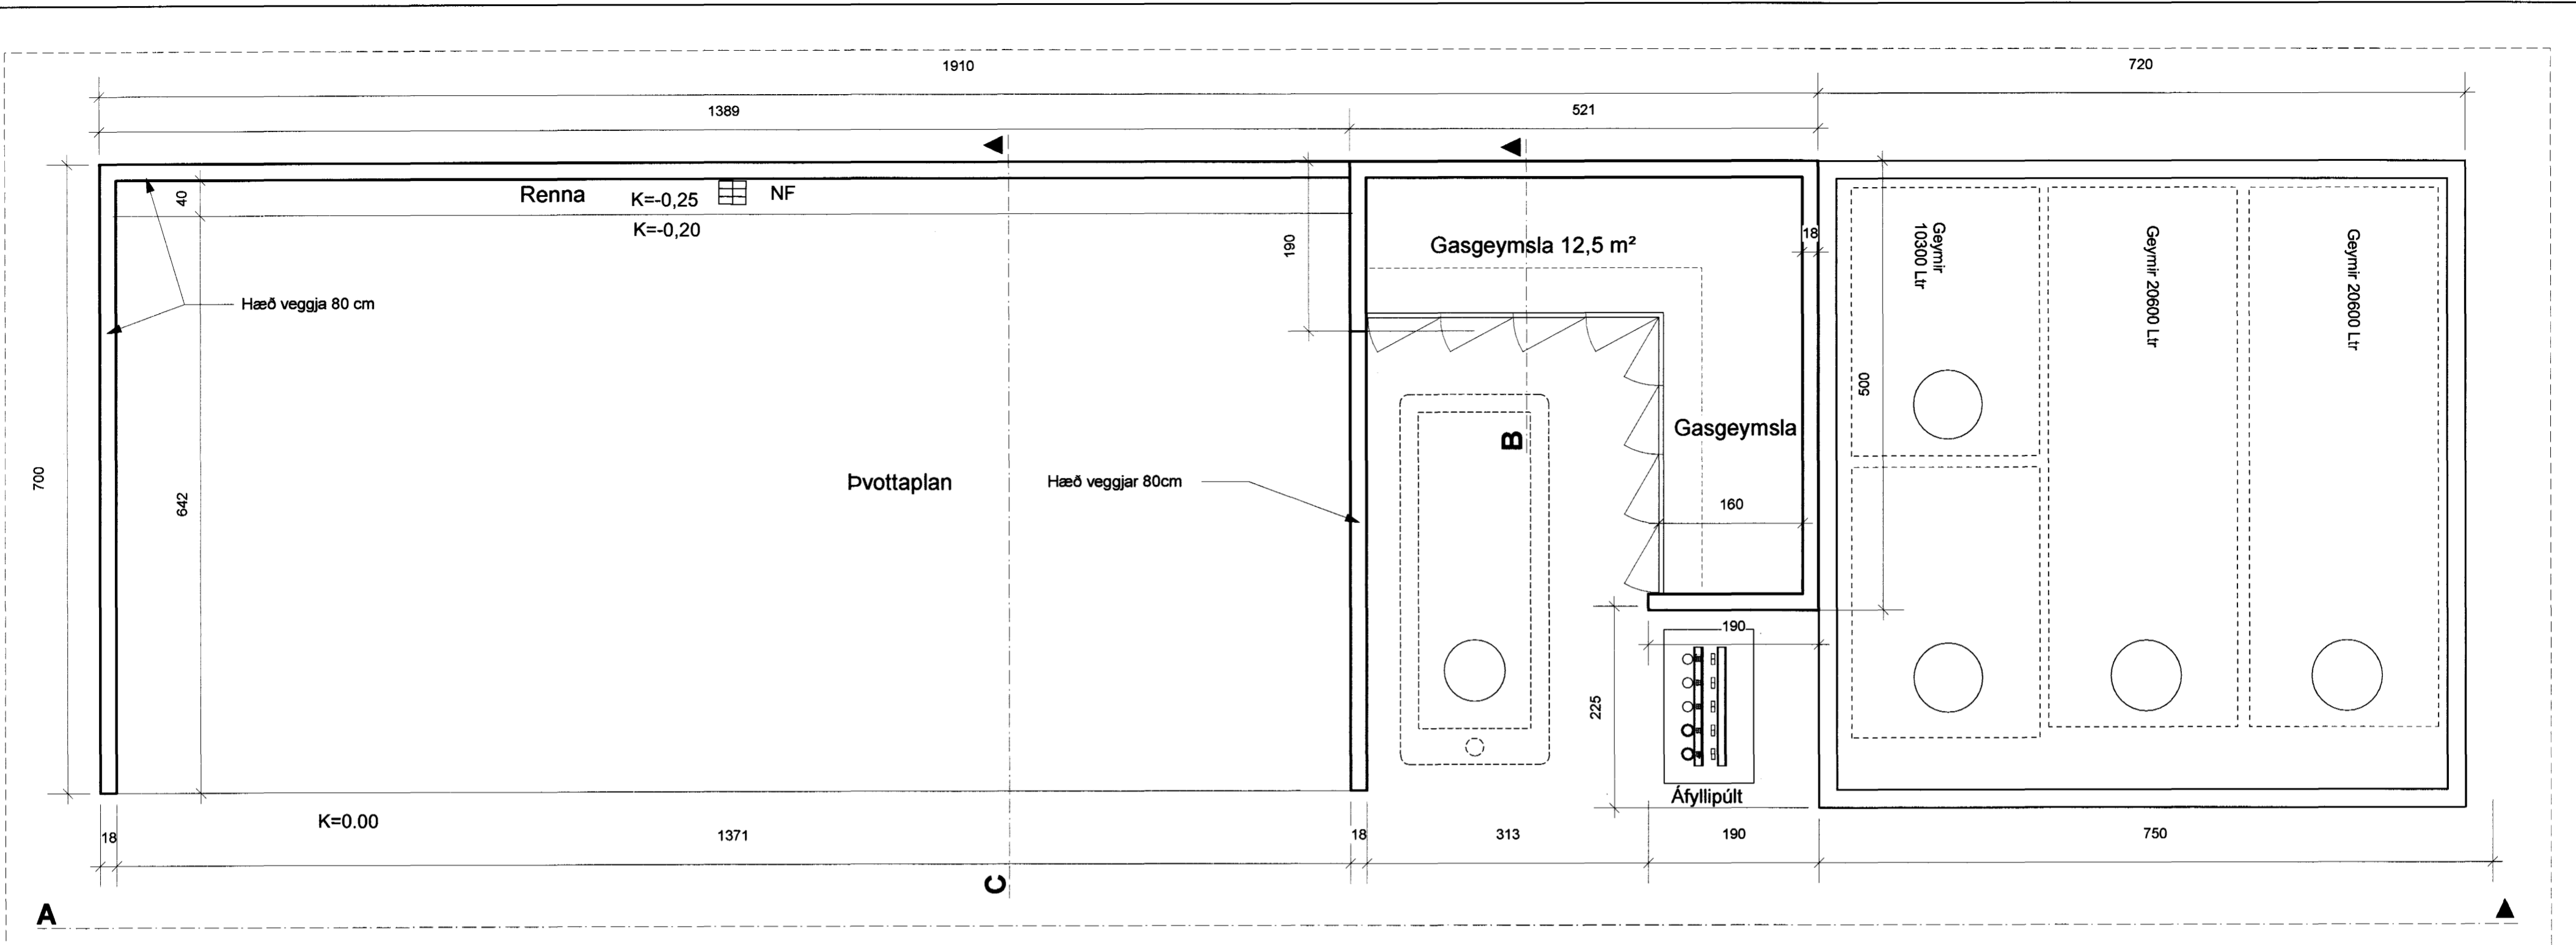 1910
720
1389
521
40
Renna
K=-0,25
NF
K=-0,20
190
Gasgeymsla 12,5 m²
18
Geymir
10300 Ltr
Geymir 20600 Ltr
Geymir 20600 Ltr
Hæð veggja 80 cm
500
B
Gasgeymsla
700
642
Þvottaplan
Hæð veggjar 80cm
160
190
225
Áfyllipúlt
K=0.00
18
1371
18
313
190
750
C
A